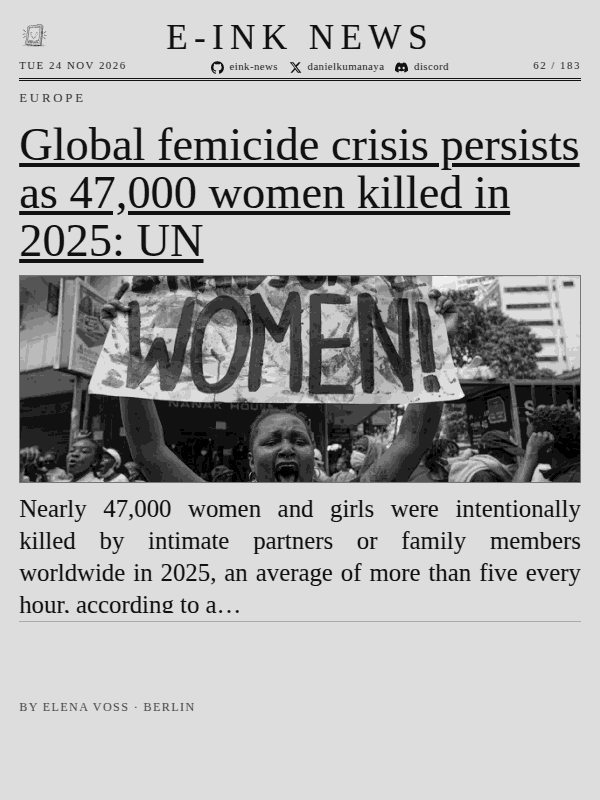 E-INK NEWS
TUE 24 NOV 2026
eink-news danielkumanaya discord
62 / 183
EUROPE
Global femicide crisis persists
as 47,000 women killed in
2025: UN
WOMEN!
NANAK HOUSE
Nearly 47,000 women and girls were intentionally
killed by intimate partners or family members
worldwide in 2025, an average of more than five every
hour, according to a…
BY ELENA VOSS · BERLIN